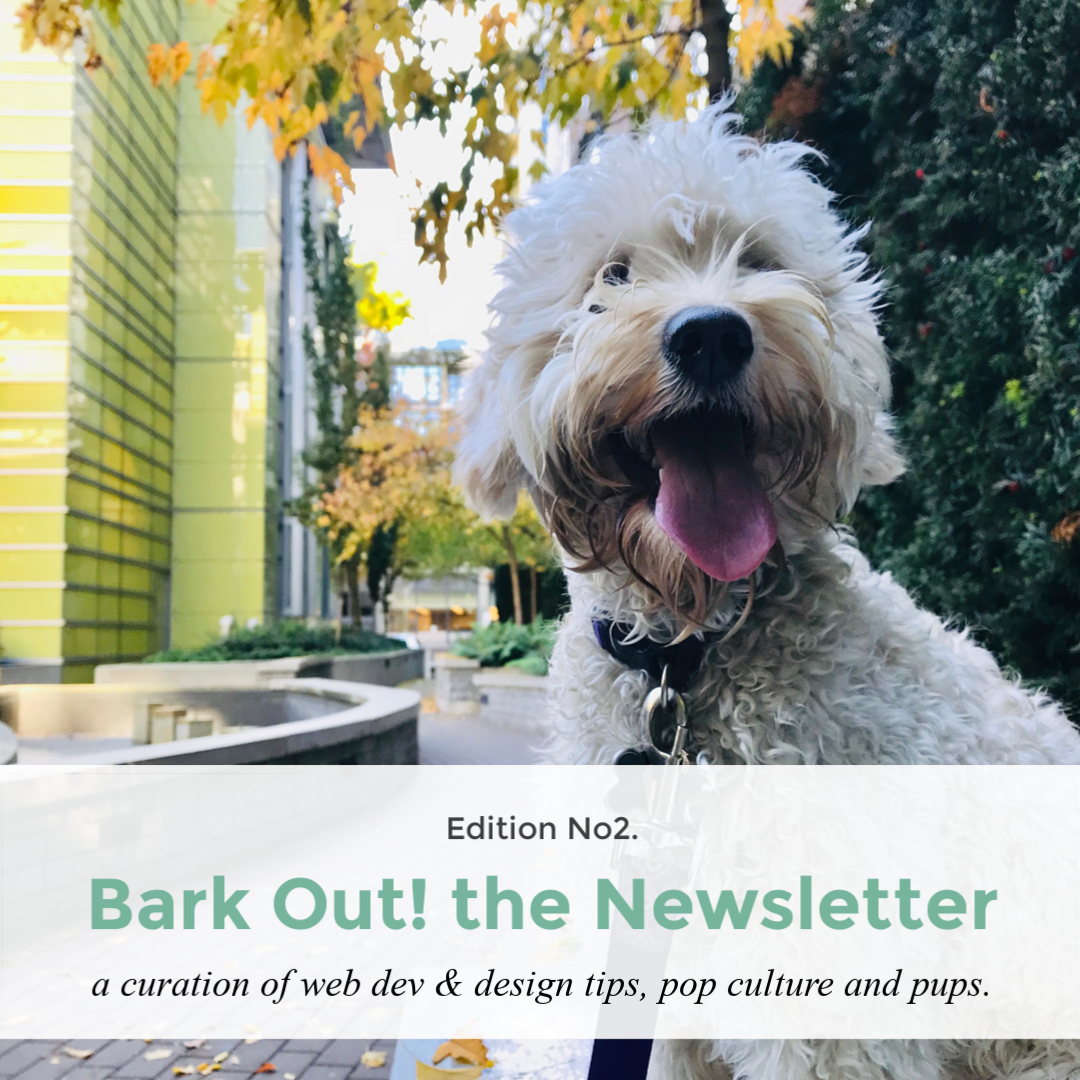 Edition No2.
Bark Out! the Newsletter
a curation of web dev & design tips, pop culture and pups.